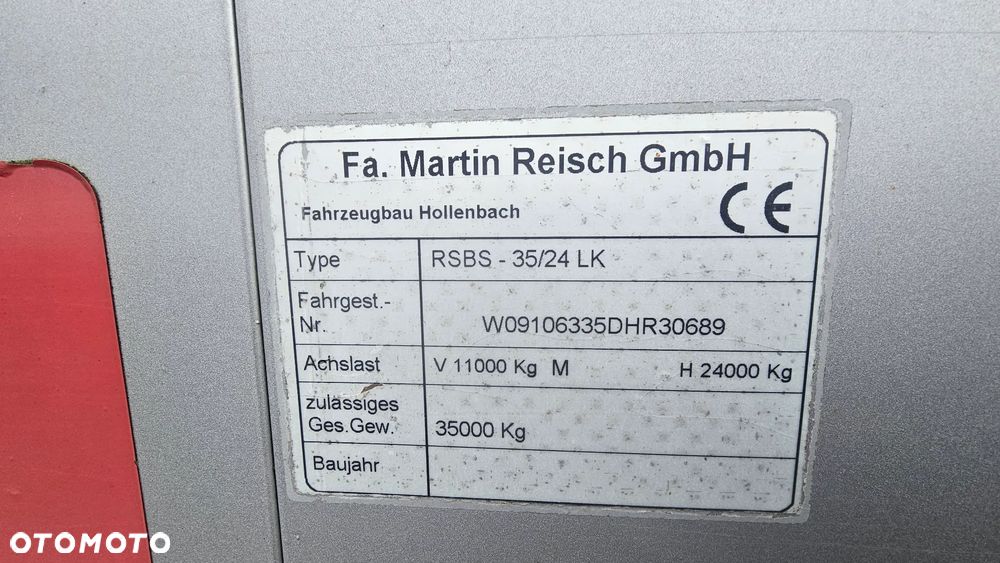 Fa. Martin Reisch GmbH
Fahrzeugbau Hollenbach
CE
Type RSBS - 35/24 LK
Fahrgest.-
Nr. W09106335DHR30689
Achslast V 11000 Kg M H 24000 Kg
zulässiges
Ges.Gew. 35000 Kg
Baujahr
OTOMOTO